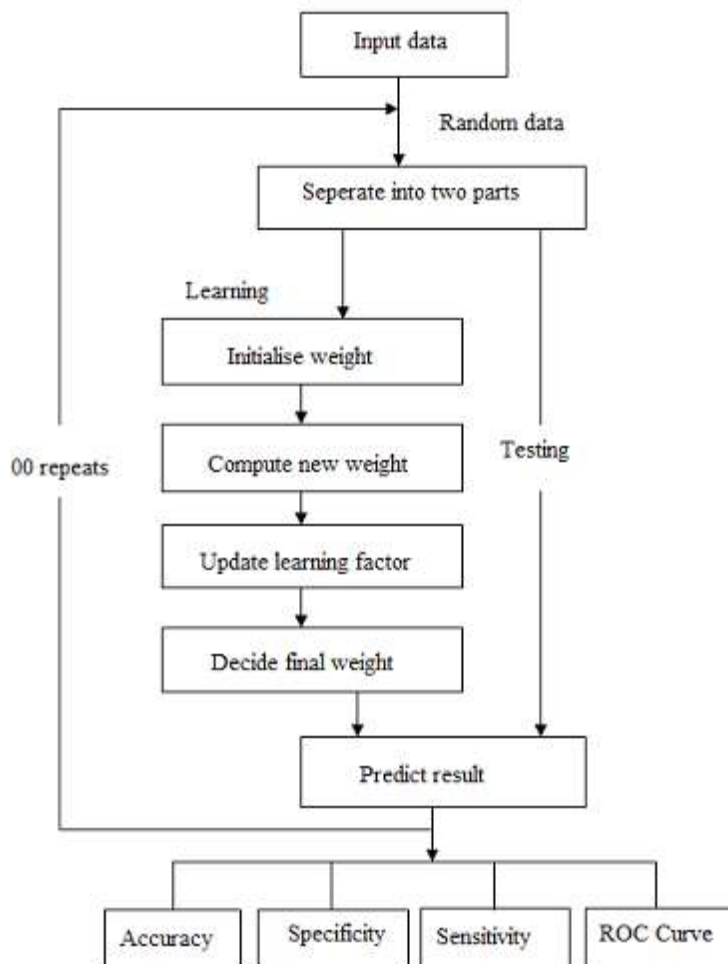 Input data
Random data
Seperate into two parts
Learning
Initialise weight
Compute new weight
Testing
00 repeats
Update learning factor
Decide final weight
Predict result
Accuracy
Specificity
Sensitivity
ROC Curve